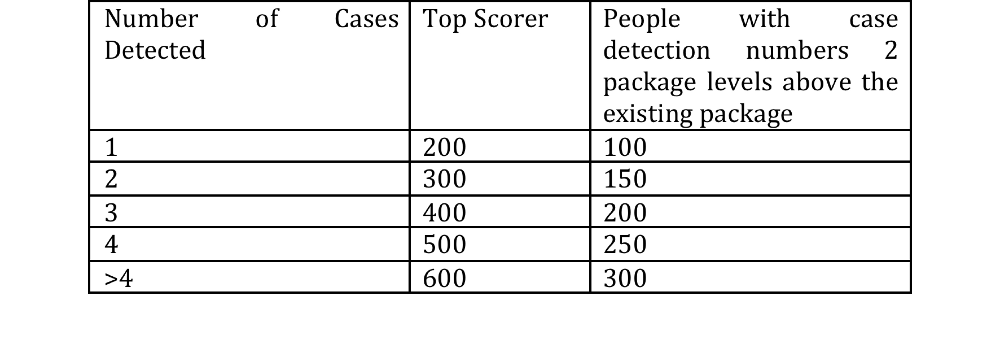 Number of Cases Detected | Top Scorer | People with case detection numbers 2 package levels above the existing package
1 | 200 | 100
2 | 300 | 150
3 | 400 | 200
4 | 500 | 250
>4 | 600 | 300